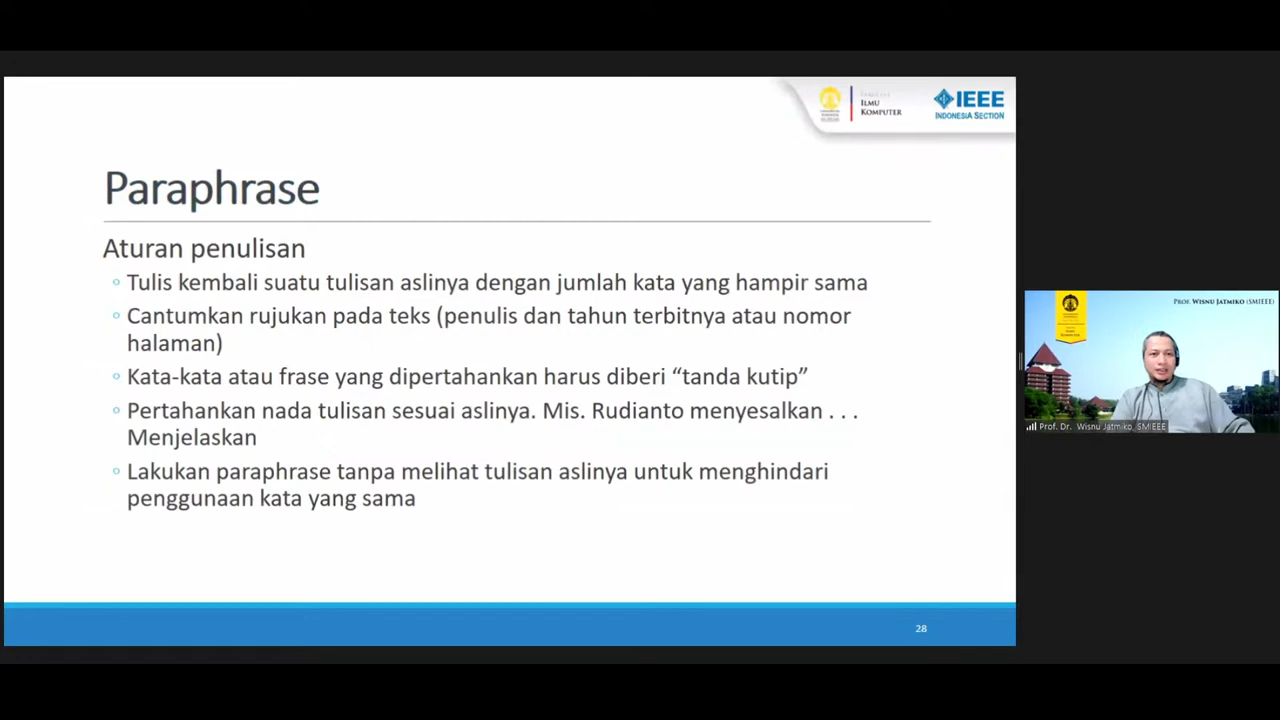 ILMU
KOMPUTER
IEEE
INDONESIA SECTION
Paraphrase
Aturan penulisan
Tulis kembali suatu tulisan aslinya dengan jumlah kata yang hampir sama
Cantumkan rujukan pada teks (penulis dan tahun terbitnya atau nomor
halaman)
Kata-kata atau frase yang dipertahankan harus diberi “tanda kutip”
Pertahankan nada tulisan sesuai aslinya. Mis. Rudianto menyesalkan . . .
Menjelaskan
Lakukan paraphrase tanpa melihat tulisan aslinya untuk menghindari
penggunaan kata yang sama
28
PROF. WISNU JATMIKO (SMIEEE)
Prof. Dr. Wisnu Jatmiko, SMIEEE